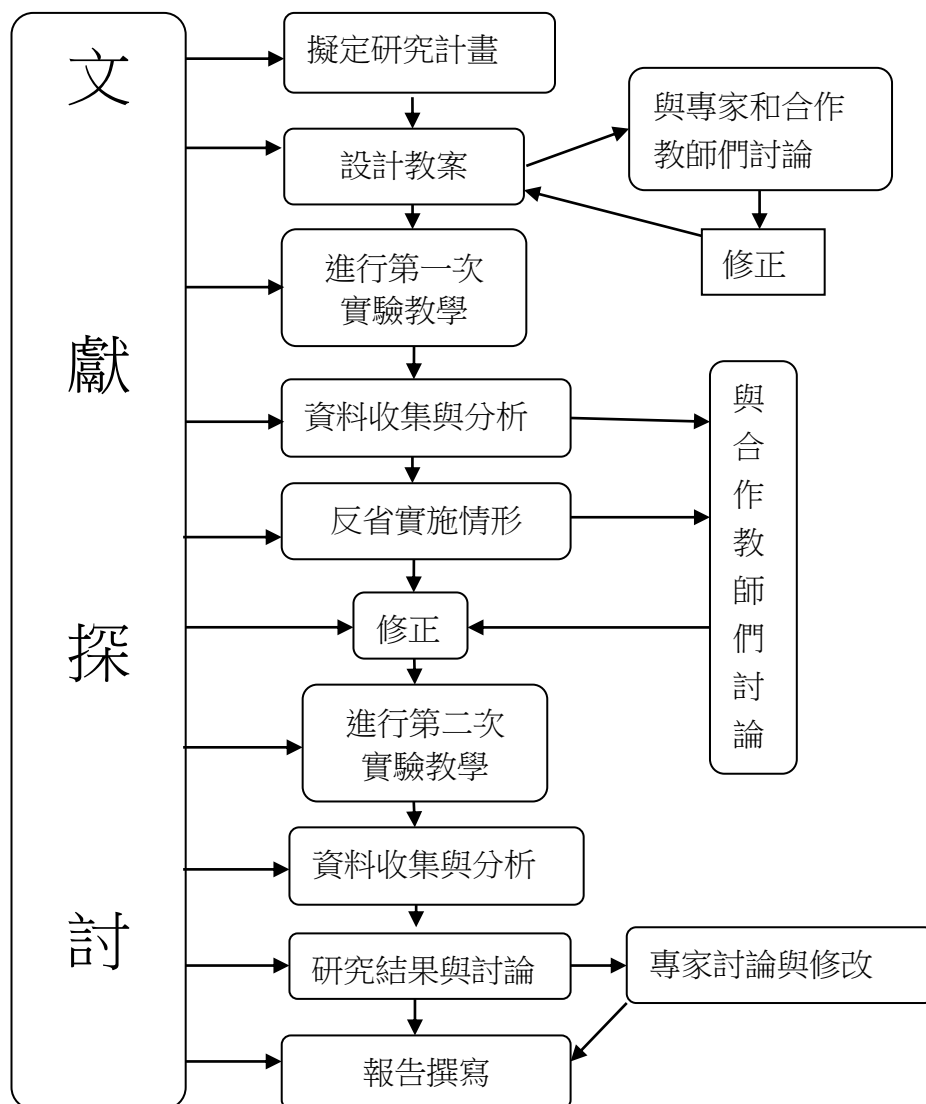 文獻探討
擬定研究計畫
設計教案
與專家和合作
教師們討論
修正
進行第一次
實驗教學
資料收集與分析
反省實施情形
與合作教師們討論
修正
進行第二次
實驗教學
資料收集與分析
研究結果與討論
專家討論與修改
報告撰寫